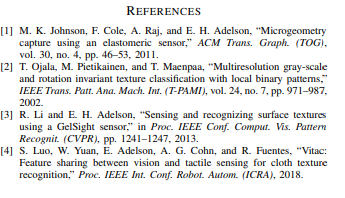 REFERENCES
[1] M. K. Johnson, F. Cole, A. Raj, and E. H. Adelson, “Microgeometry
capture using an elastomeric sensor,” ACM Trans. Graph. (TOG),
vol. 30, no. 4, pp. 46–53, 2011.
[2] T. Ojala, M. Pietikainen, and T. Maenpaa, “Multiresolution gray-scale
and rotation invariant texture classification with local binary patterns,”
IEEE Trans. Patt. Ana. Mach. Int. (T-PAMI), vol. 24, no. 7, pp. 971–987,
2002.
[3] R. Li and E. H. Adelson, “Sensing and recognizing surface textures
using a GelSight sensor,” in Proc. IEEE Conf. Comput. Vis. Pattern
Recognit. (CVPR), pp. 1241–1247, 2013.
[4] S. Luo, W. Yuan, E. Adelson, A. G. Cohn, and R. Fuentes, “Vitac:
Feature sharing between vision and tactile sensing for cloth texture
recognition,” Proc. IEEE Int. Conf. Robot. Autom. (ICRA), 2018.